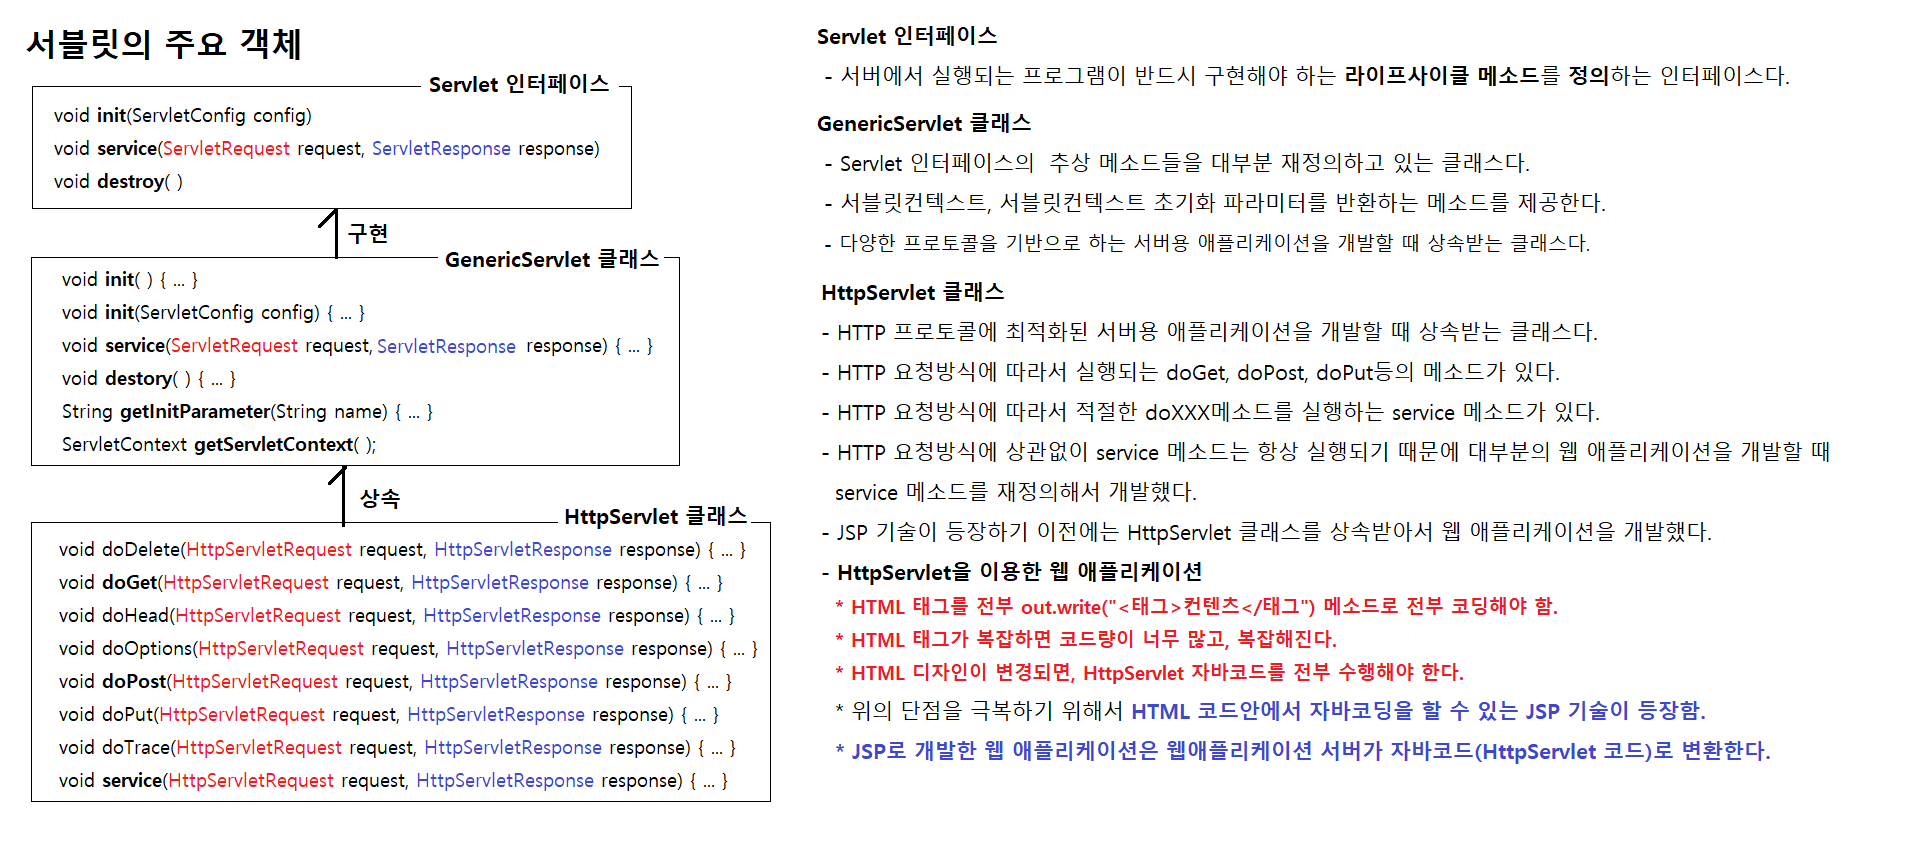 서블릿의 주요 객체
Servlet 인터페이스
void init(ServletConfig config)
void service(ServletRequest request, ServletResponse response)
void destroy( )
구현
GenericServlet 클래스
void init( ) { ... }
void init(ServletConfig config) { ... }
void service(ServletRequest request, ServletResponse response) { ... }
void destory( ) { ... }
String getInitParameter(String name) { ... }
ServletContext getServletContext( );
상속
HttpServlet 클래스
void doDelete(HttpServletRequest request, HttpServletResponse response) { ... }
void doGet(HttpServletRequest request, HttpServletResponse response) { ... }
void doHead(HttpServletRequest request, HttpServletResponse response) { ... }
void doOptions(HttpServletRequest request, HttpServletResponse response) { ... }
void doPost(HttpServletRequest request, HttpServletResponse response) { ... }
void doPut(HttpServletRequest request, HttpServletResponse response) { ... }
void doTrace(HttpServletRequest request, HttpServletResponse response) { ... }
void service(HttpServletRequest request, HttpServletResponse response) { ... }
Servlet 인터페이스
- 서버에서 실행되는 프로그램이 반드시 구현해야 하는 라이프사이클 메소드를 정의하는 인터페이스다.
GenericServlet 클래스
- Servlet 인터페이스의 추상 메소드들을 대부분 재정의하고 있는 클래스다.
- 서블릿컨텍스트, 서블릿컨텍스트 초기화 파라미터를 반환하는 메소드를 제공한다.
- 다양한 프로토콜을 기반으로 하는 서버용 애플리케이션을 개발할 때 상속받는 클래스다.
HttpServlet 클래스
- HTTP 프로토콜에 최적화된 서버용 애플리케이션을 개발할 때 상속받는 클래스다.
- HTTP 요청방식에 따라서 실행되는 doGet, doPost, doPut등의 메소드가 있다.
- HTTP 요청방식에 따라서 적절한 doXXX메소드를 실행하는 service 메소드가 있다.
- HTTP 요청방식에 상관없이 service 메소드는 항상 실행되기 때문에 대부분의 웹 애플리케이션을 개발할 때
service 메소드를 재정의해서 개발했다.
- JSP 기술이 등장하기 이전에는 HttpServlet 클래스를 상속받아서 웹 애플리케이션을 개발했다.
- HttpServlet을 이용한 웹 애플리케이션
* HTML 태그를 전부 out.write("<태그>컨텐츠</태그") 메소드로 전부 코딩해야 함.
* HTML 태그가 복잡하면 코드량이 너무 많고, 복잡해진다.
* HTML 디자인이 변경되면, HttpServlet 자바코드를 전부 수행해야 한다.
* 위의 단점을 극복하기 위해서 HTML 코드안에서 자바코딩을 할 수 있는 JSP 기술이 등장함.
* JSP로 개발한 웹 애플리케이션은 웹애플리케이션 서버가 자바코드(HttpServlet 코드)로 변환한다.